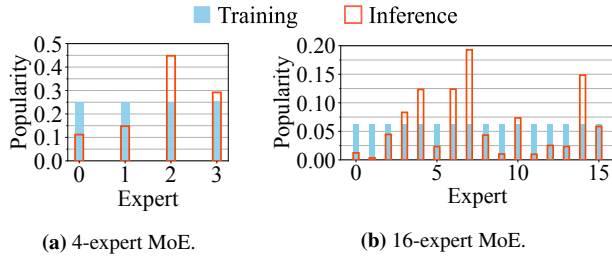 Training Inference
Popularity
0.5
0.4
0.3
0.2
0.1
0.0
0 1 2 3
Expert
(a) 4-expert MoE.
Popularity
0.20
0.15
0.10
0.05
0.00
0 5 10 15
Expert
(b) 16-expert MoE.